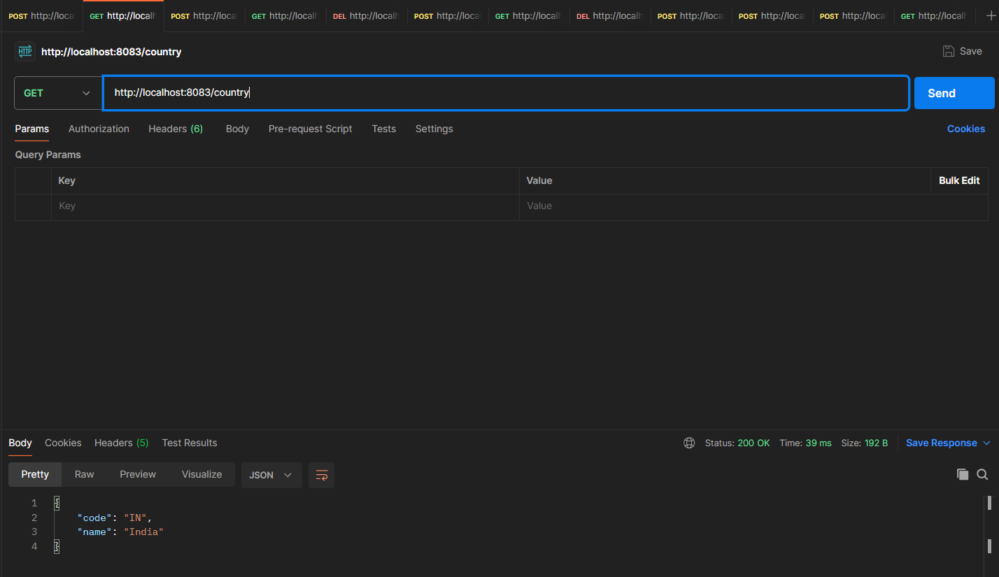 POST http://loca GET http://localh POST http://loca GET http://localh DEL http://localh POST http://loca GET http://localh DEL http://localh POST http://loca POST http://loca POST http://loca GET http://localh
HTTP http://localhost:8083/country Save
GET http://localhost:8083/country Send
Params Authorization Headers (6) Body Pre-request Script Tests Settings Cookies
Query Params
Key Value Bulk Edit
Key Value
Body Cookies Headers (5) Test Results Status: 200 OK Time: 39 ms Size: 192 B Save Response
Pretty Raw Preview Visualize JSON
1 {
2 "code": "IN",
3 "name": "India"
4 }